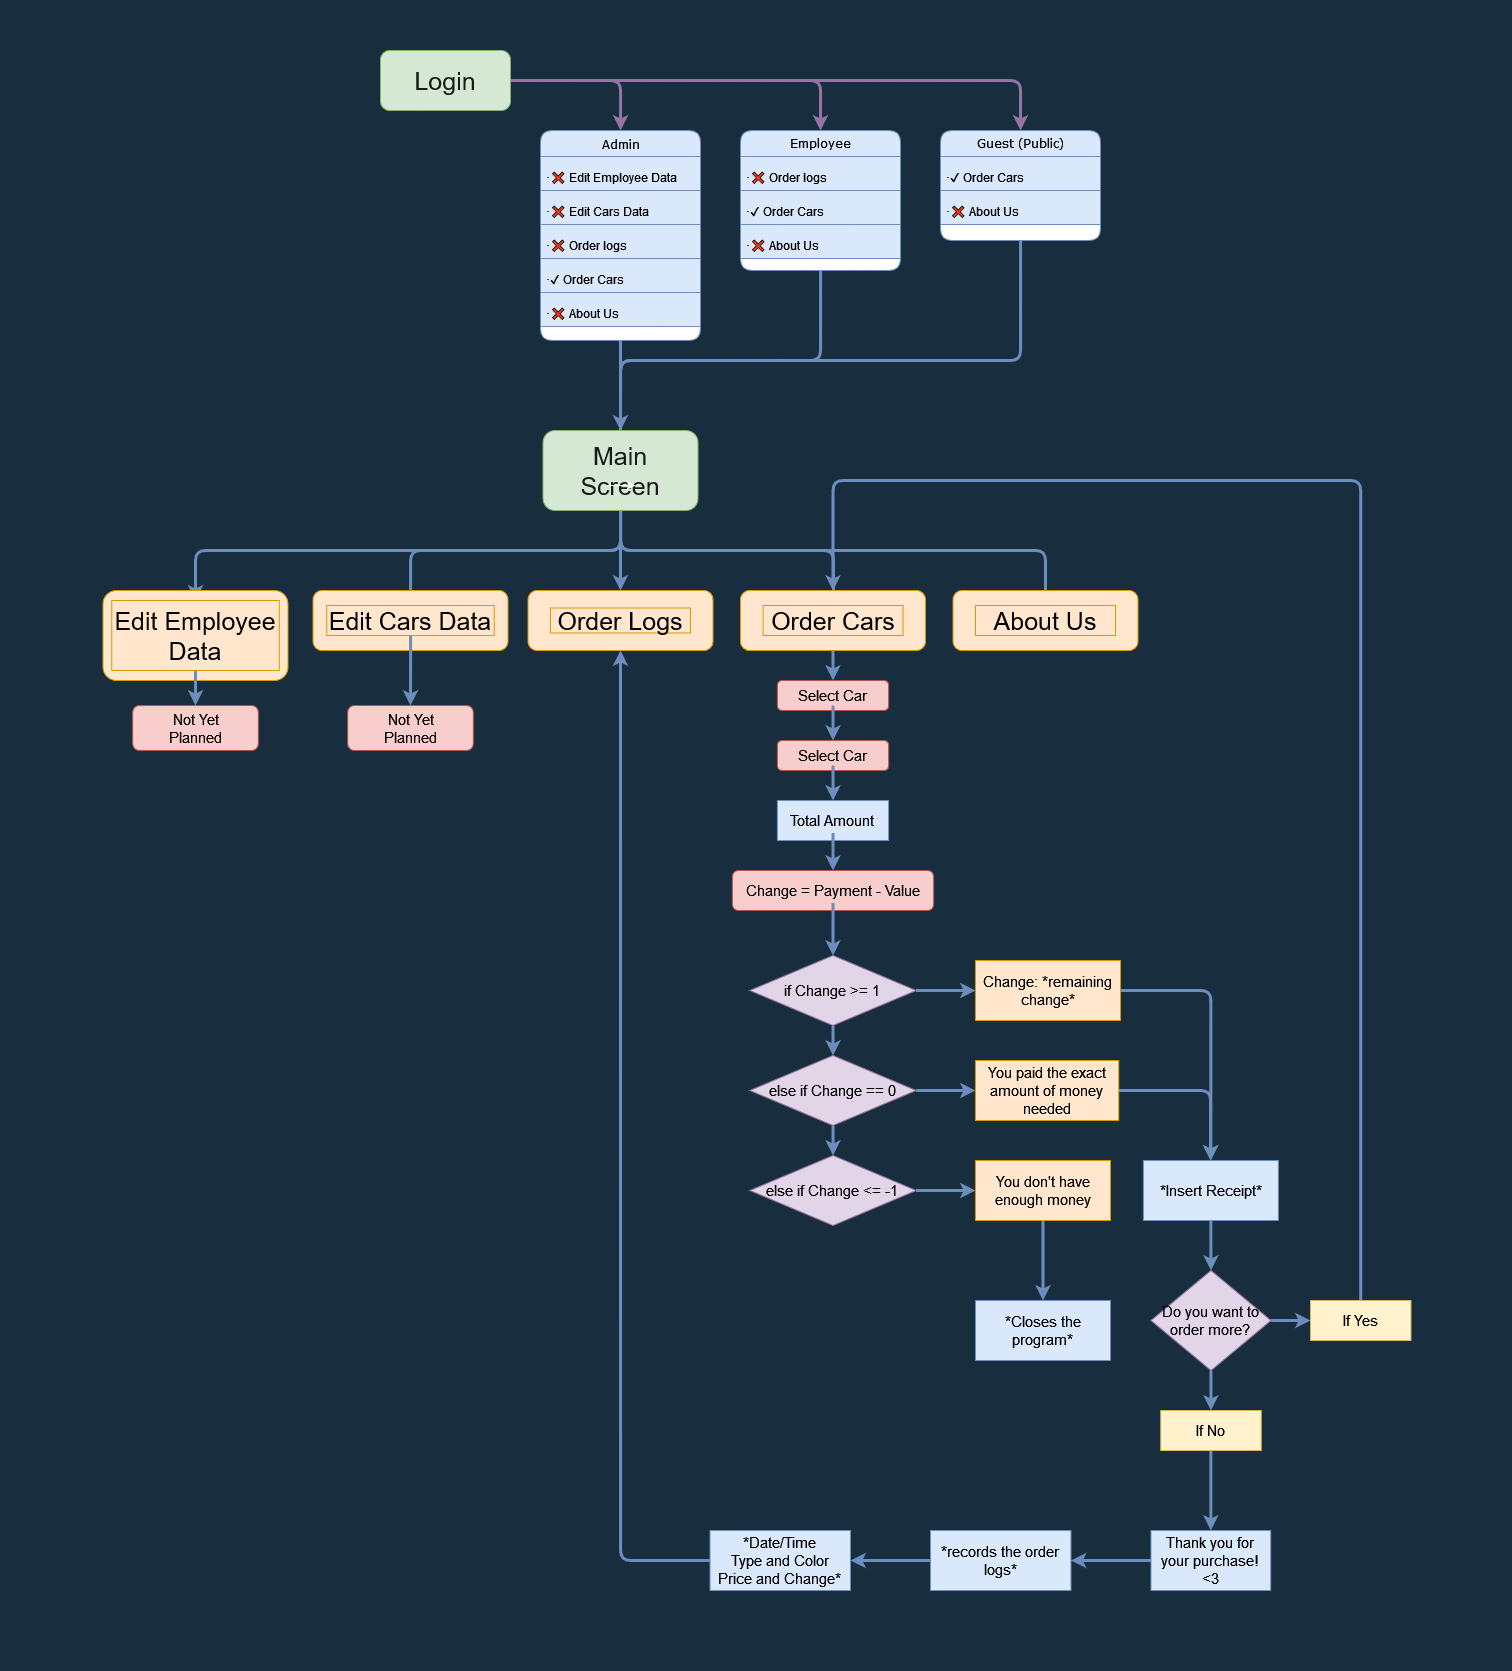 Login
Admin
· ❌ Edit Employee Data
· ❌ Edit Cars Data
· ❌ Order logs
· ✓ Order Cars
· ❌ About Us
Employee
· ❌ Order logs
· ✓ Order Cars
· ❌ About Us
Guest (Public)
· ✓ Order Cars
· ❌ About Us
Main
Screen
Edit Employee
Data
Edit Cars Data
Order Logs
Order Cars
About Us
Not Yet
Planned
Not Yet
Planned
Select Car
Select Car
Total Amount
Change = Payment - Value
if Change >= 1
Change: *remaining
change*
else if Change == 0
You paid the exact
amount of money
needed
else if Change <= -1
You don't have
enough money
*Insert Receipt*
*Closes the
program*
Do you want to
order more?
If Yes
If No
Thank you for
your purchase!
<3
*records the order
logs*
*Date/Time
Type and Color
Price and Change*